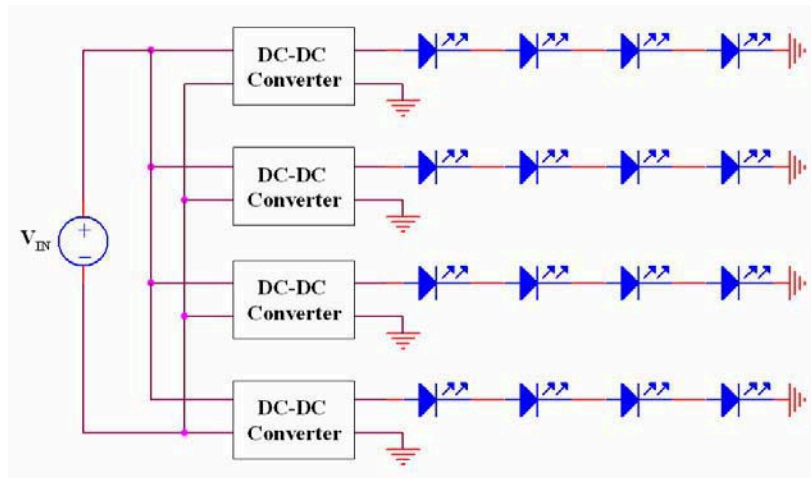 DC-DC
Converter
DC-DC
Converter
V_IN
+
−
DC-DC
Converter
DC-DC
Converter